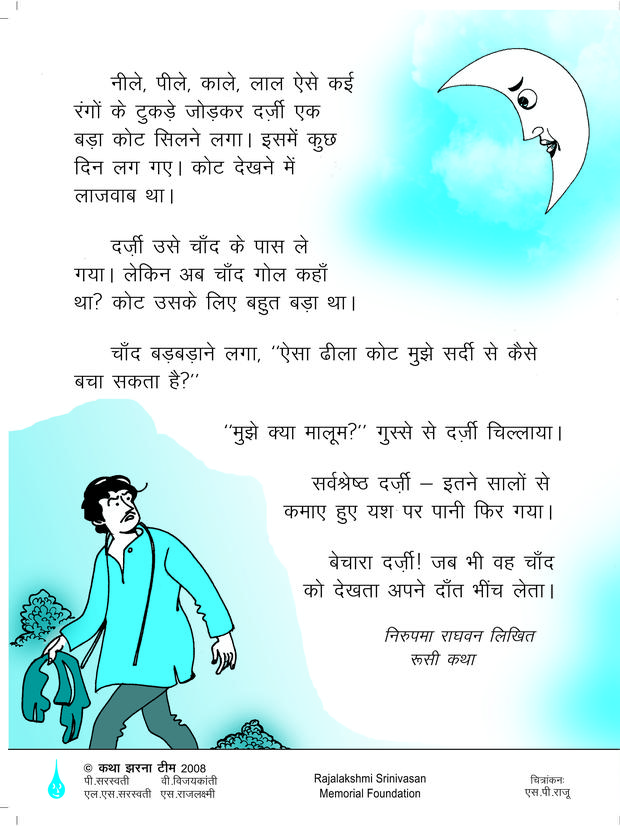 नीले, पीले, काले, लाल ऐसे कई
रंगों के टुकड़े जोड़कर दर्ज़ी एक
बड़ा कोट सिलने लगा। इसमें कुछ
दिन लग गए। कोट देखने में
लाजवाब था।
दर्ज़ी उसे चाँद के पास ले
गया। लेकिन अब चाँद गोल कहाँ
था? कोट उसके लिए बहुत बड़ा था।
चाँद बड़बड़ाने लगा, ‘‘ऐसा ढीला कोट मुझे सर्दी से कैसे
बचा सकता है?’’
‘‘मुझे क्या मालूम?’’ गुस्से से दर्ज़ी चिल्लाया।
सर्वश्रेष्ठ दर्ज़ी – इतने सालों से
कमाए हुए यश पर पानी फिर गया।
बेचारा दर्ज़ी! जब भी वह चाँद
को देखता अपने दाँत भींच लेता।
निरुपमा राघवन लिखित
रूसी कथा
© कथा झरना टीम 2008
पी.सरस्वती वी.विजयकांती
एल.एस.सरस्वती एस.राजलक्ष्मी
Rajalakshmi Srinivasan
Memorial Foundation
चित्रांकनः
एस.पी.राजू